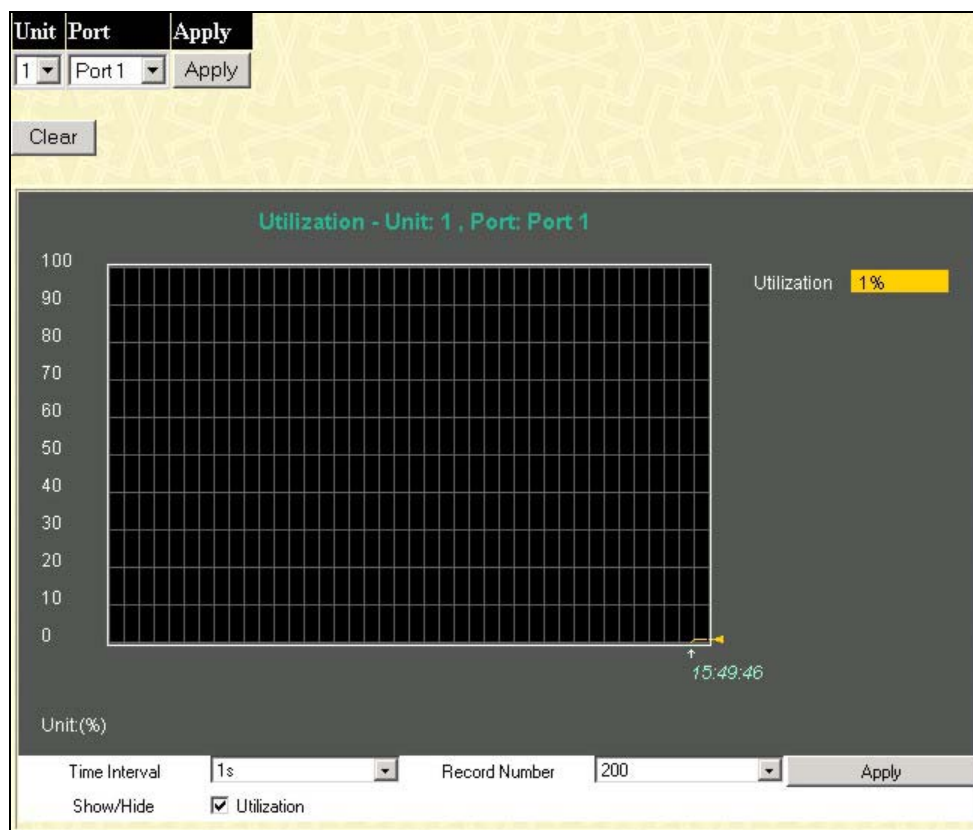 Unit Port Apply
1 Port 1 Apply
Clear
Utilization - Unit: 1 , Port: Port 1
100
90
80
70
60
50
40
30
20
10
0
Utilization 1%
15:49:46
Unit:(%)
Time Interval 1s Record Number 200 Apply
Show/Hide Utilization